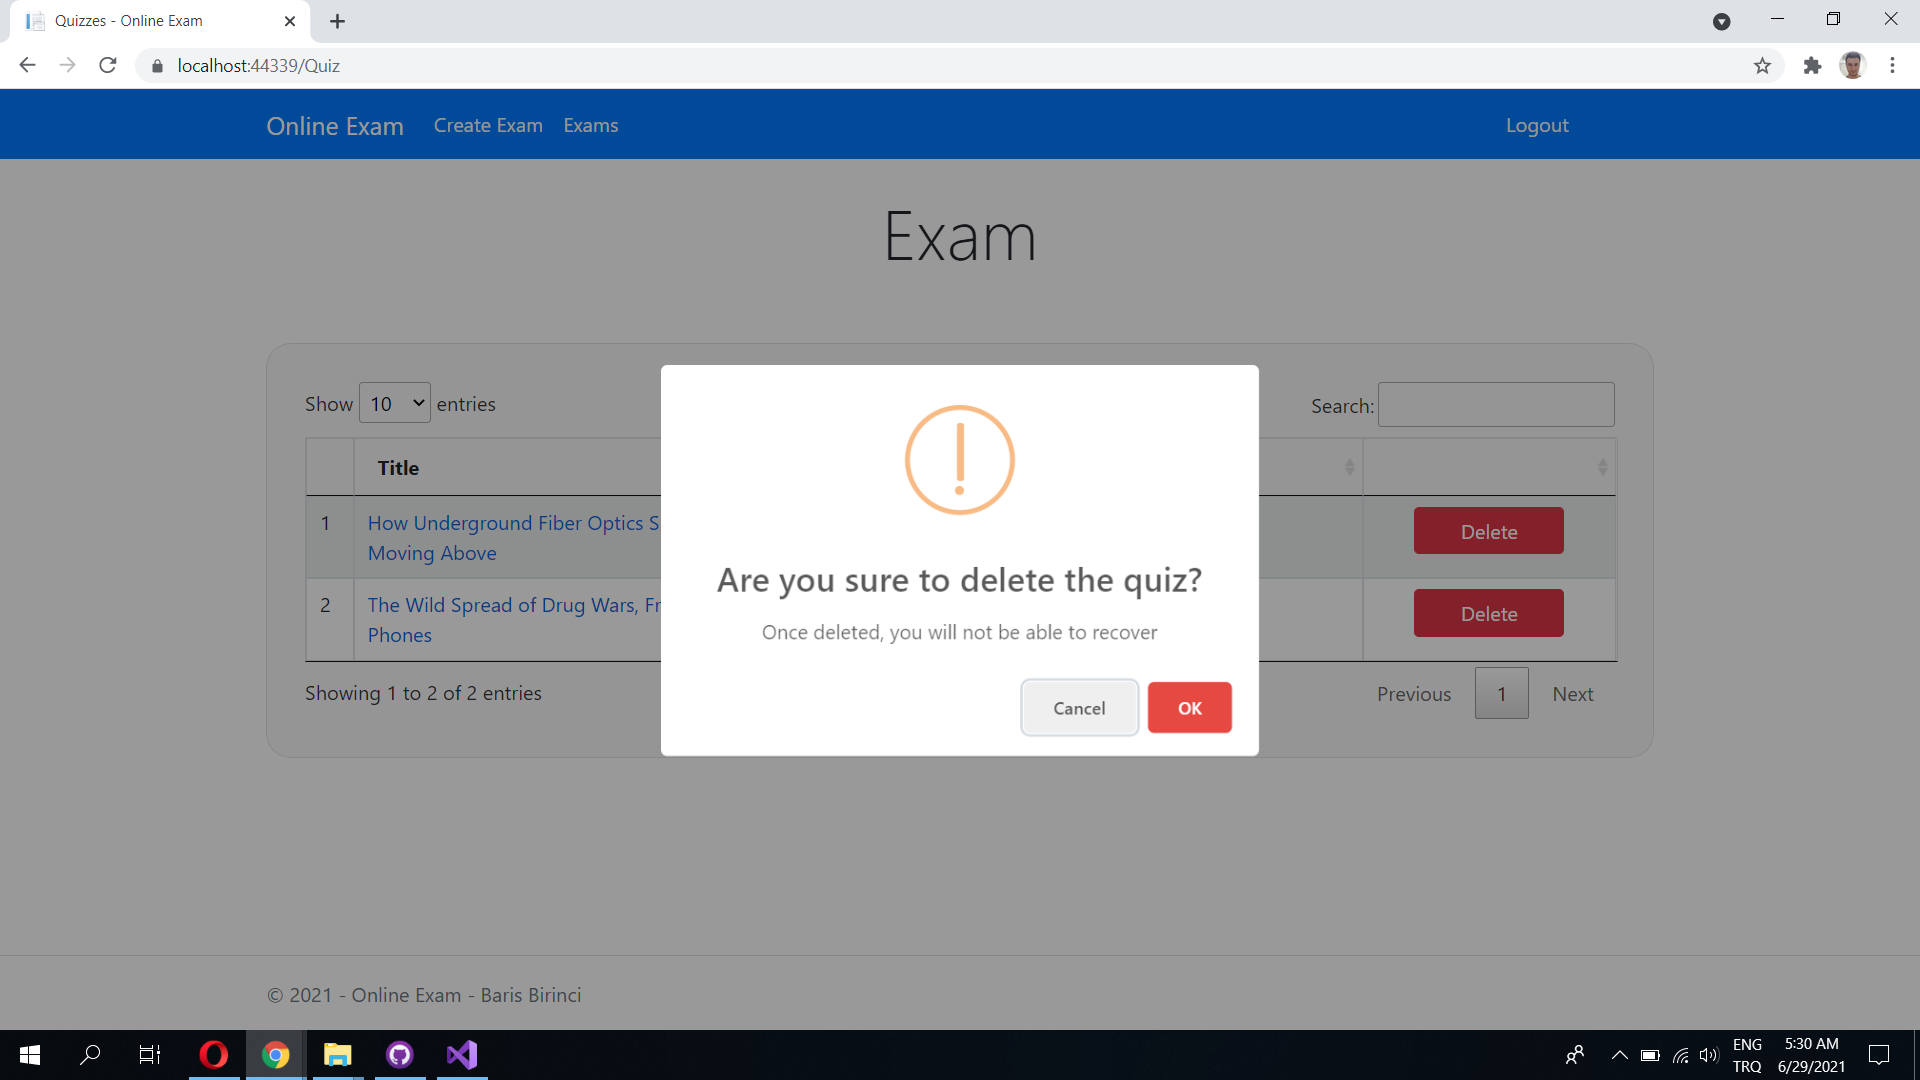 Quizzes - Online Exam
localhost:44339/Quiz
Online Exam
Create Exam
Exams
Logout
Exam
Show 10 entries
Search:
Title
1
How Underground Fiber Optics S
Moving Above
Delete
2
The Wild Spread of Drug Wars, Fr
Phones
Delete
Showing 1 to 2 of 2 entries
Previous
1
Next
Are you sure to delete the quiz?
Once deleted, you will not be able to recover
Cancel
OK
© 2021 - Online Exam - Baris Birinci
ENG
TRQ
5:30 AM
6/29/2021